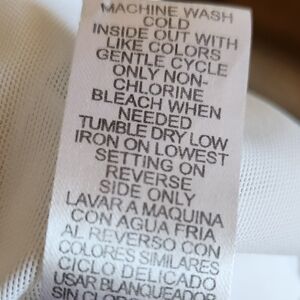 MACHINE WASH
COLD
INSIDE OUT WITH
LIKE COLORS
GENTLE CYCLE
ONLY NON-
CHLORINE
BLEACH WHEN
NEEDED
TUMBLE DRY LOW
IRON ON LOWEST
SETTING ON
REVERSE
SIDE ONLY
LAVAR A MAQUINA
CON AGUA FRIA
AL REVERSO CON
COLORES SIMILARES
CICLO DELICADO
USAR BLANQUEADO
SIN